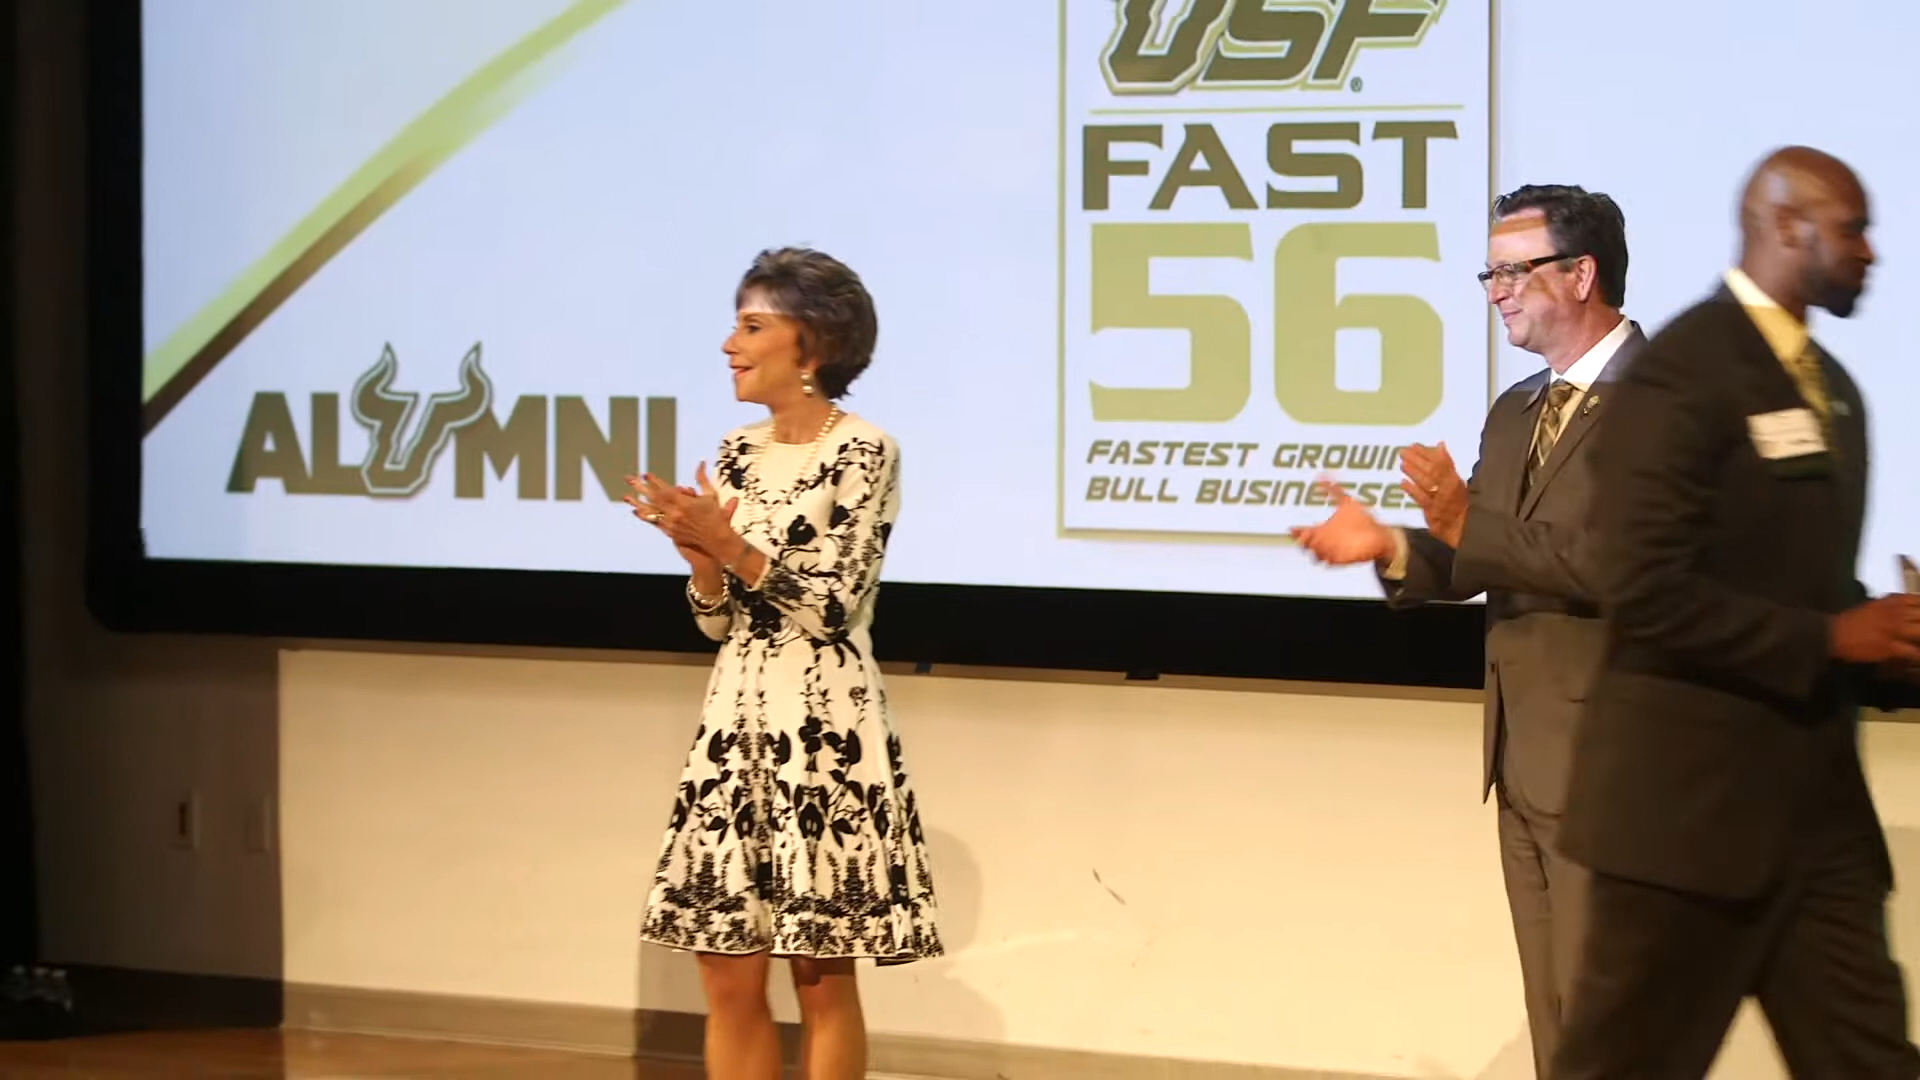 USF
FAST
56
ALUMNI
FASTEST GROWING
BULL BUSINESSES